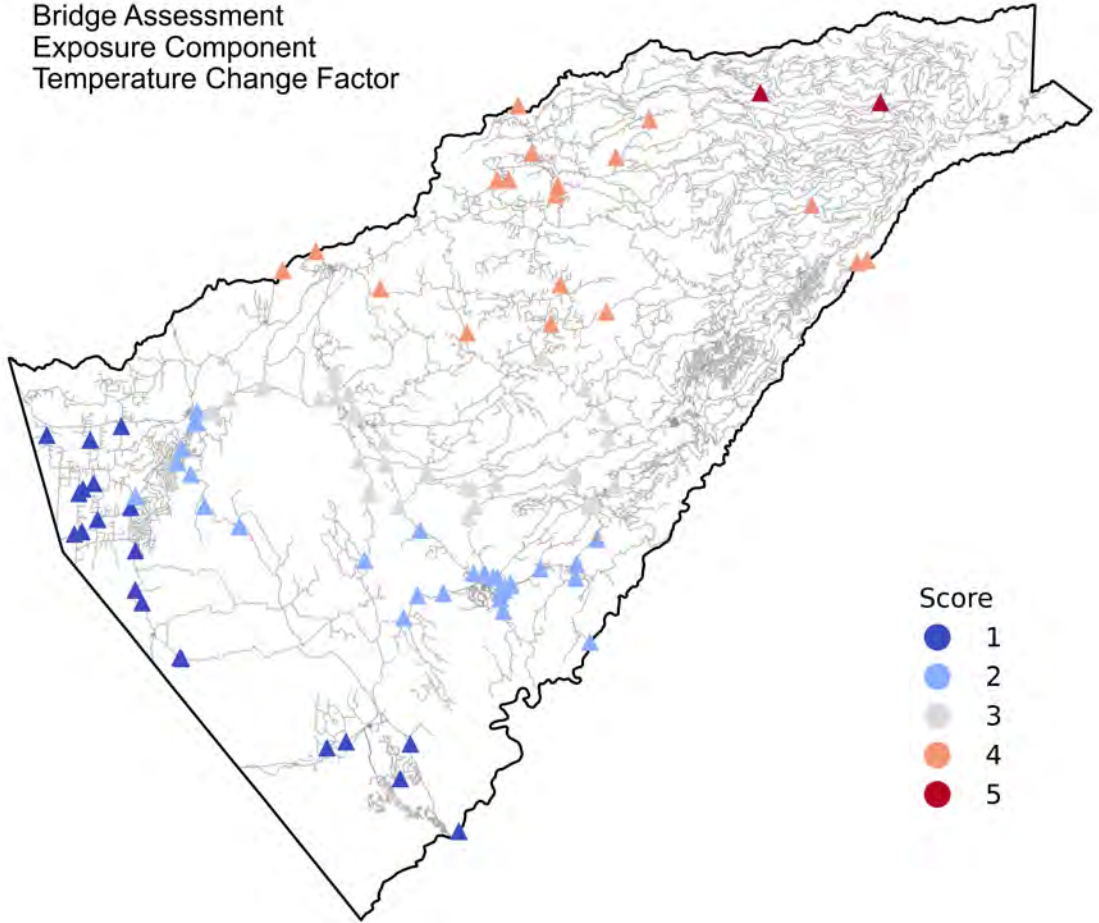 Bridge Assessment
Exposure Component
Temperature Change Factor
Score
1
2
3
4
5